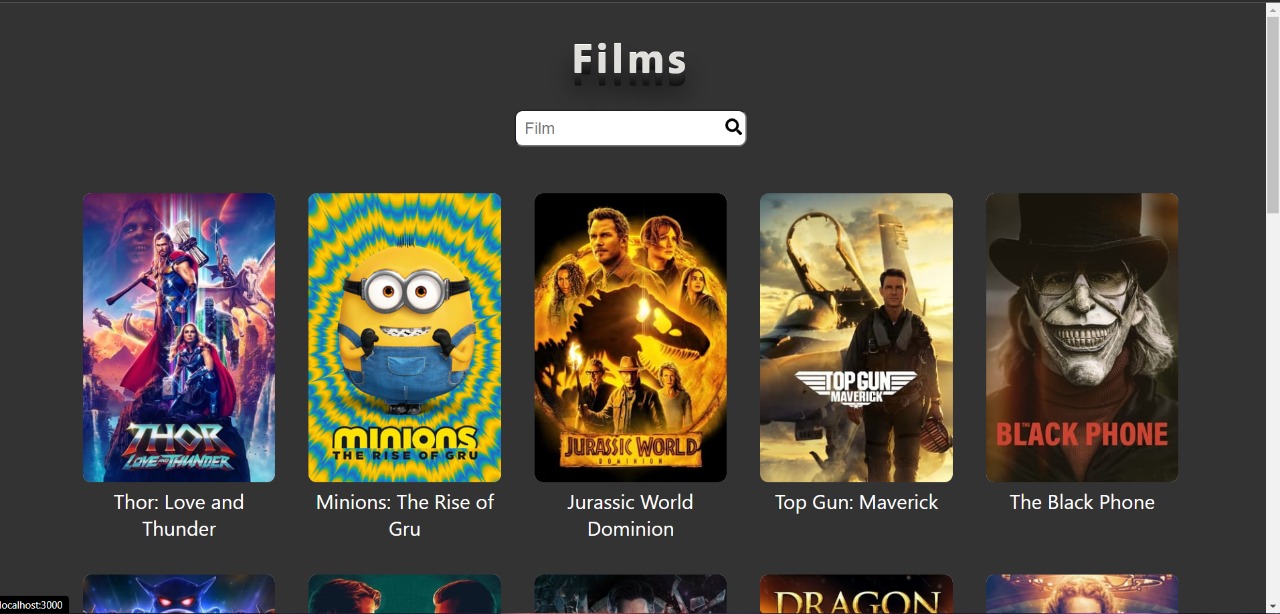 Films
Film
THOR
LOVE AND THUNDER
MINIONS
THE RISE OF GRU
JURASSIC WORLD
DOMINION
TOP GUN
MAVERICK
THE
BLACK PHONE
Thor: Love and
Thunder
Minions: The Rise of
Gru
Jurassic World
Dominion
Top Gun: Maverick
The Black Phone
DRAGON
localhost:3000